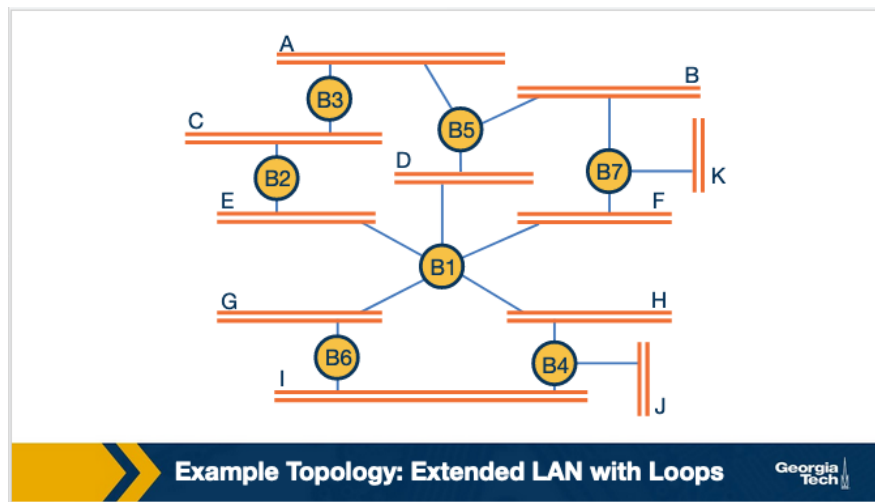 A
B
B3
C
B5
D
B7
B2
K
E
F
B1
G
H
B6
B4
I
J
Example Topology: Extended LAN with Loops
Georgia
Tech